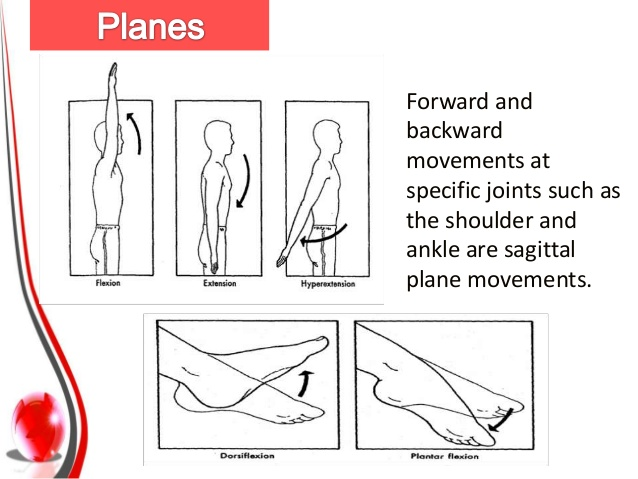 Planes
Flexion
Extension
Hyperextension
Forward and
backward
movements at
specific joints such as
the shoulder and
ankle are sagittal
plane movements.
Dorsiflexion
Plantar flexion